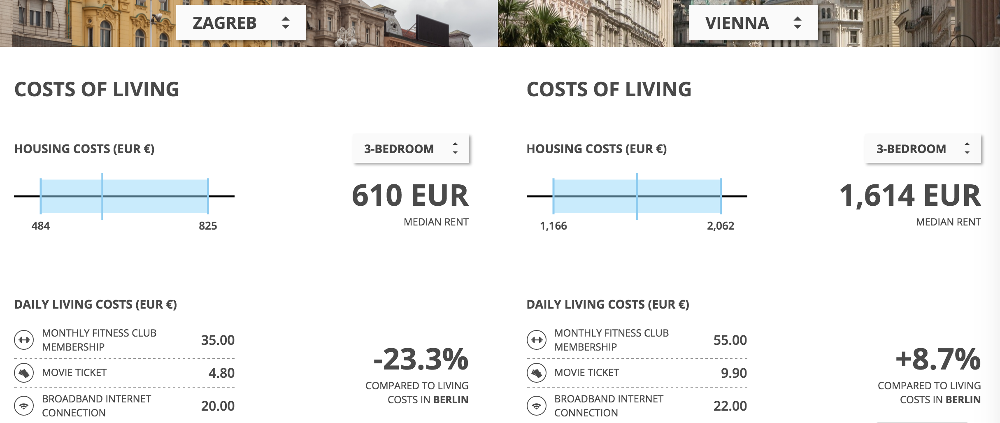 ZAGREB
COSTS OF LIVING
HOUSING COSTS (EUR €)
3-BEDROOM
484
825
610 EUR
MEDIAN RENT
DAILY LIVING COSTS (EUR €)
MONTHLY FITNESS CLUB
MEMBERSHIP
35.00
MOVIE TICKET
4.80
BROADBAND INTERNET
CONNECTION
20.00
-23.3%
COMPARED TO LIVING
COSTS IN BERLIN
VIENNA
COSTS OF LIVING
HOUSING COSTS (EUR €)
3-BEDROOM
1,166
2,062
1,614 EUR
MEDIAN RENT
DAILY LIVING COSTS (EUR €)
MONTHLY FITNESS CLUB
MEMBERSHIP
55.00
MOVIE TICKET
9.90
BROADBAND INTERNET
CONNECTION
22.00
+8.7%
COMPARED TO LIVING
COSTS IN BERLIN